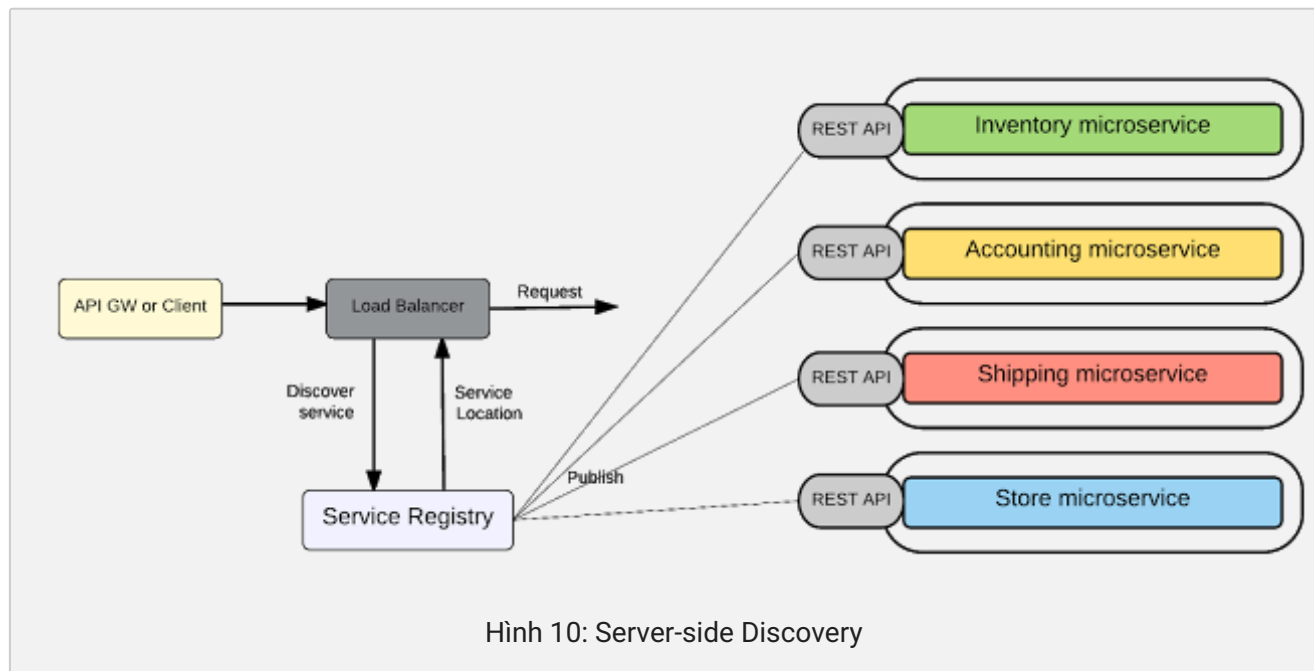 REST API
Inventory microservice
REST API
Accounting microservice
API GW or Client
Load Balancer
Request
Discover
service
Service
Location
REST API
Shipping microservice
Publish
REST API
Store microservice
Service Registry
Hình 10: Server-side Discovery